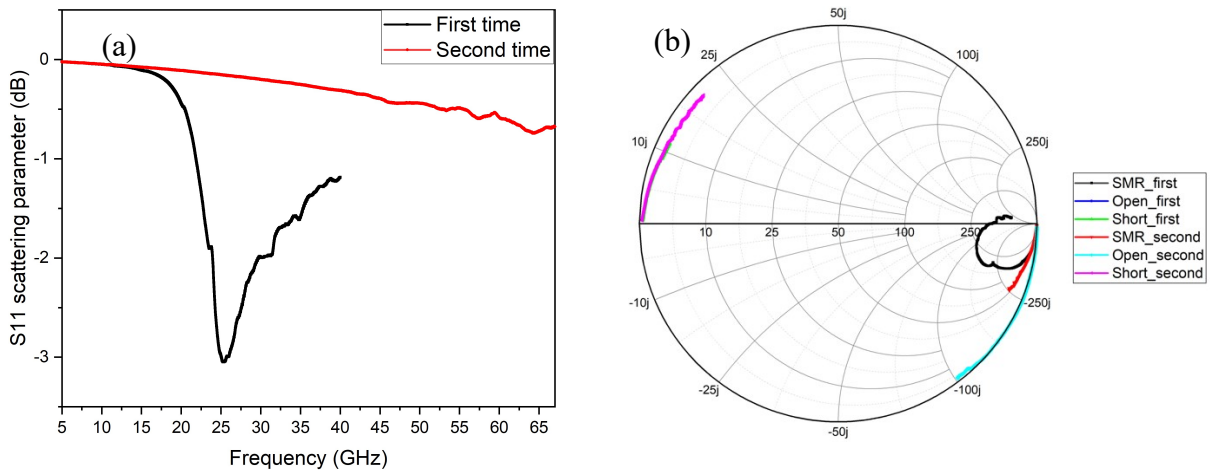 (a)
First time
Second time
S11 scattering parameter (dB)
0
-1
-2
-3
5 10 15 20 25 30 35 40 45 50 55 60 65
Frequency (GHz)
(b)
50j
25j
100j
10j
250j
10 25 50 100 250
-10j
-250j
-25j
-100j
-50j
SMR_first
Open_first
Short_first
SMR_second
Open_second
Short_second